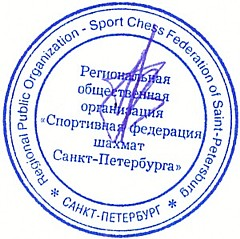 Regional Public Organization - Sport Chess Federation of Saint-Petersburg
Региональная
общественная
организация
«Спортивная федерация
шахмат
Санкт-Петербурга»
* САНКТ-ПЕТЕРБУРГ *